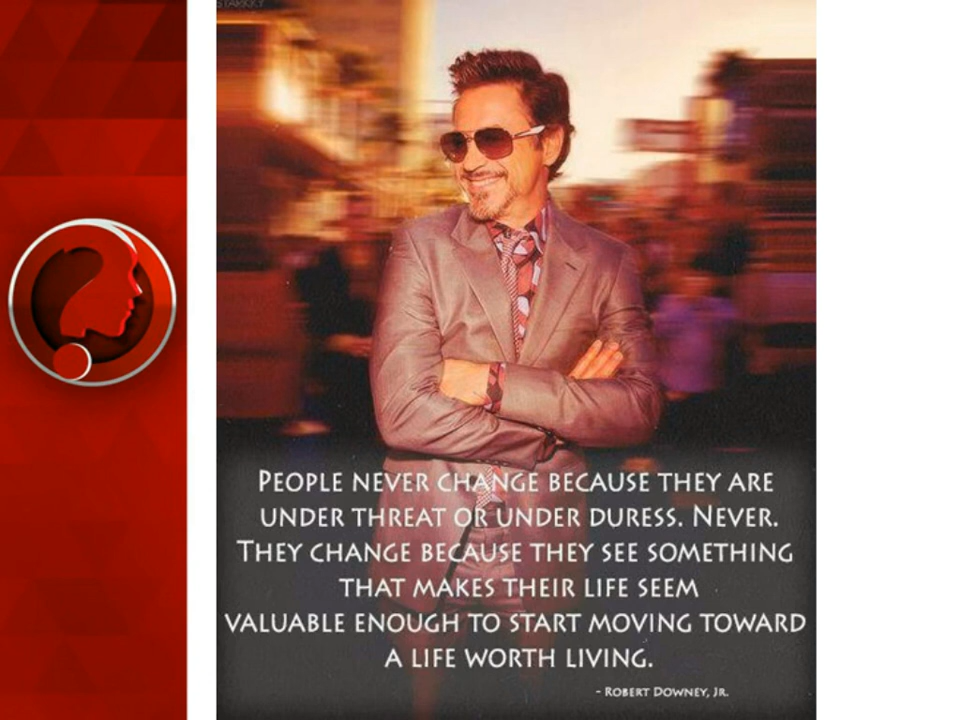 STARKKY
PEOPLE NEVER CHANGE BECAUSE THEY ARE
UNDER THREAT OR UNDER DURESS. NEVER.
THEY CHANGE BECAUSE THEY SEE SOMETHING
THAT MAKES THEIR LIFE SEEM
VALUABLE ENOUGH TO START MOVING TOWARD
A LIFE WORTH LIVING.
- ROBERT DOWNEY, JR.